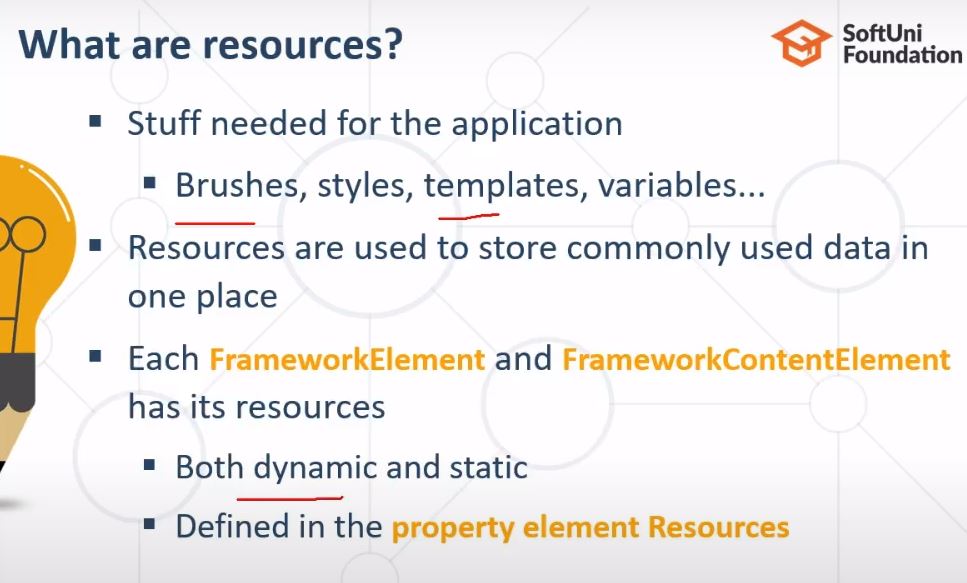 What are resources?
SoftUni
Foundation
▪ Stuff needed for the application
▪ Brushes, styles, templates, variables...
▪ Resources are used to store commonly used data in
one place
▪ Each FrameworkElement and FrameworkContentElement
has its resources
▪ Both dynamic and static
▪ Defined in the property element Resources